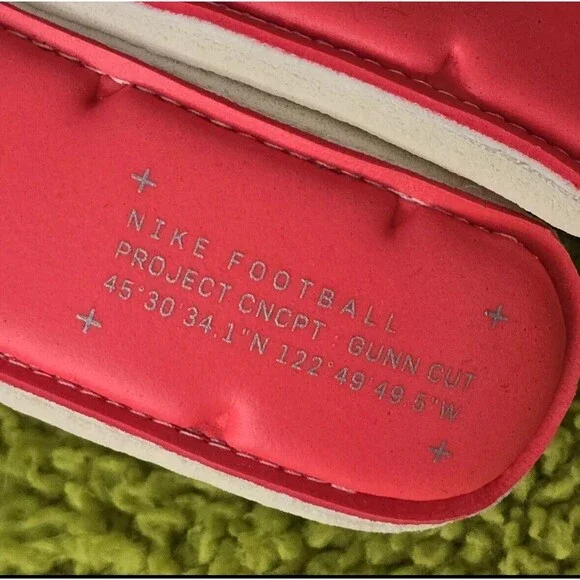 NIKE FOOTBALL
PROJECT CNCPT : GUNN CUT
45°30'34.1"N 122°49'49.5"W